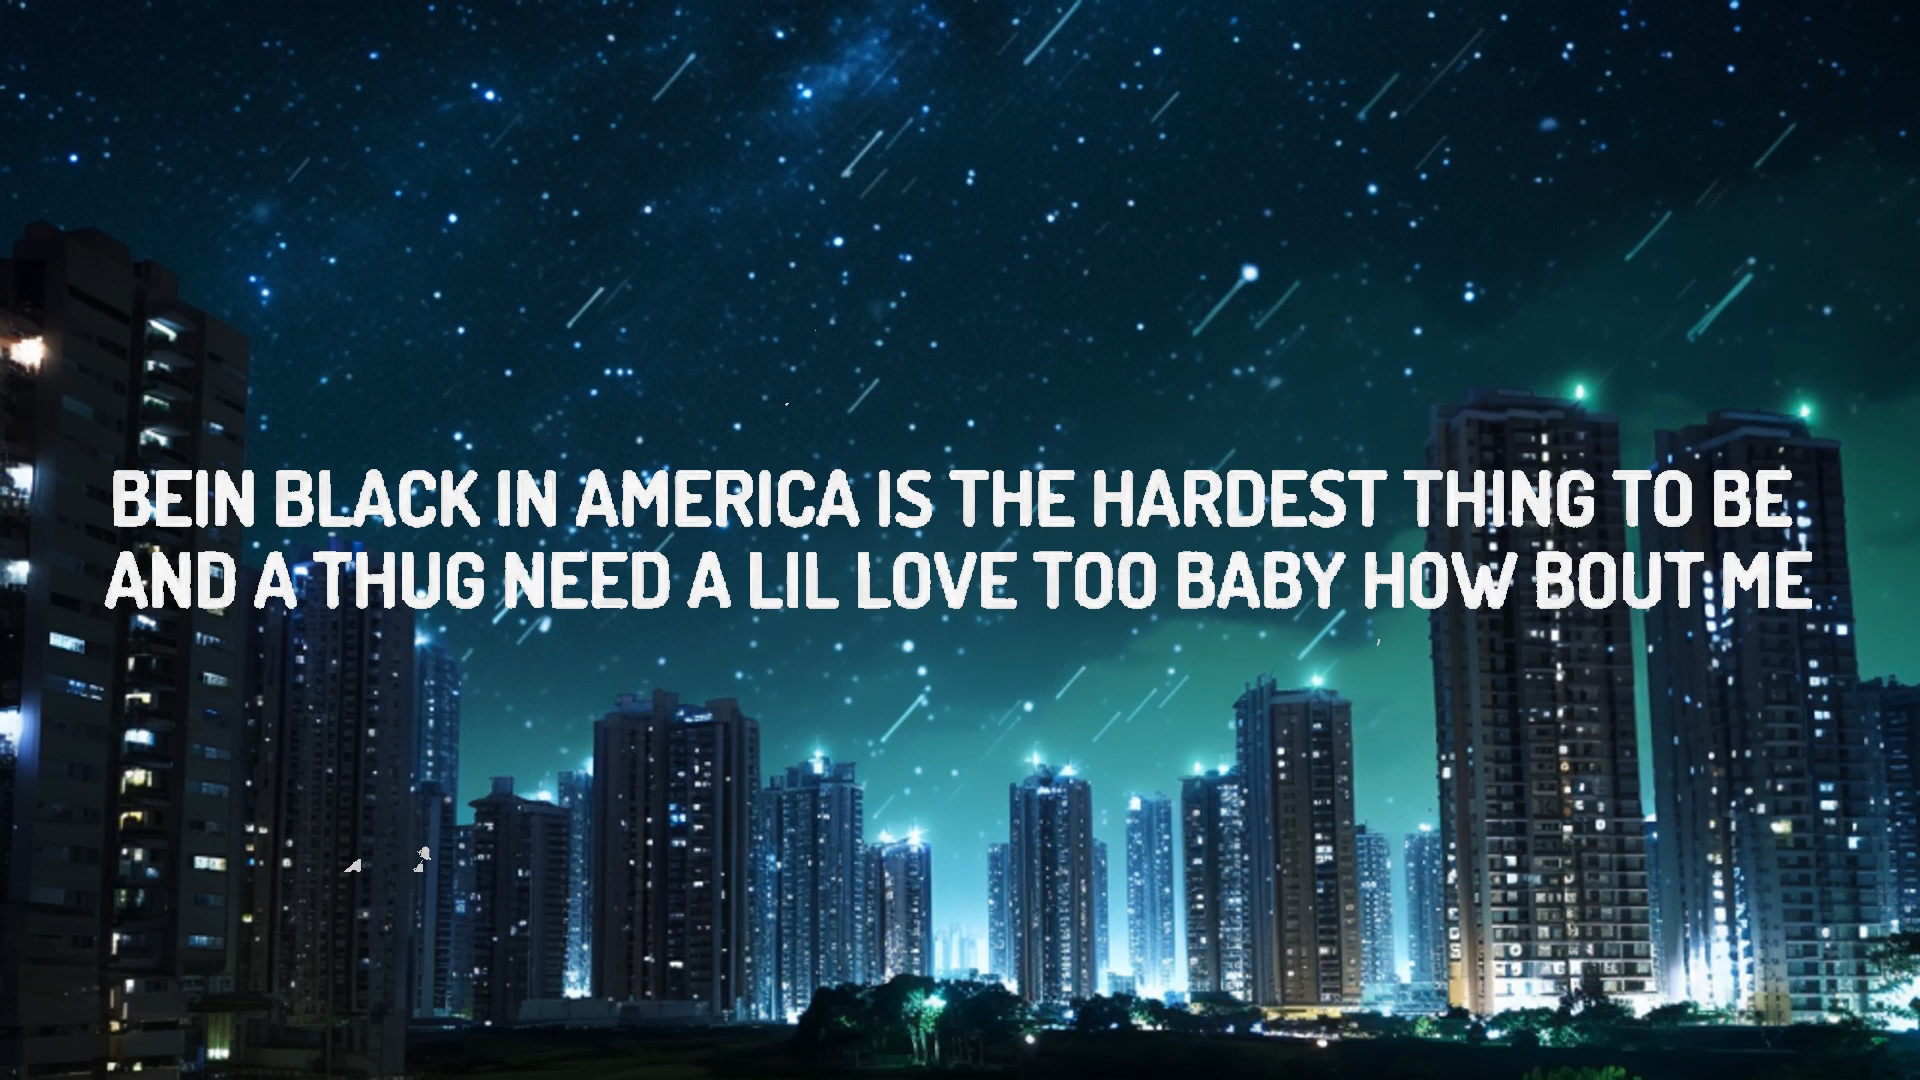 BEIN BLACK IN AMERICA IS THE HARDEST THING TO BE
AND A THUG NEED A LIL LOVE TOO BABY HOW BOUT ME